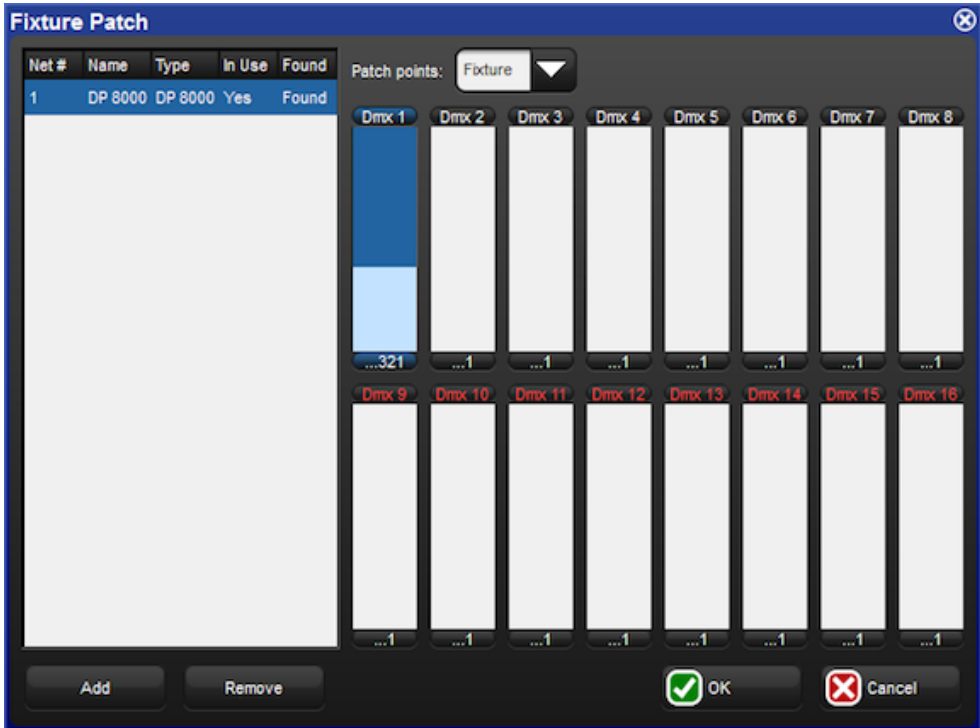 Fixture Patch
Net # Name Type In Use Found
1 DP 8000 DP 8000 Yes Found
Patch points: Fixture
Dmx 1 Dmx 2 Dmx 3 Dmx 4 Dmx 5 Dmx 6 Dmx 7 Dmx 8
...321 ...1 ...1 ...1 ...1 ...1 ...1 ...1
Dmx 9 Dmx 10 Dmx 11 Dmx 12 Dmx 13 Dmx 14 Dmx 15 Dmx 16
...1 ...1 ...1 ...1 ...1 ...1 ...1 ...1
Add Remove OK Cancel